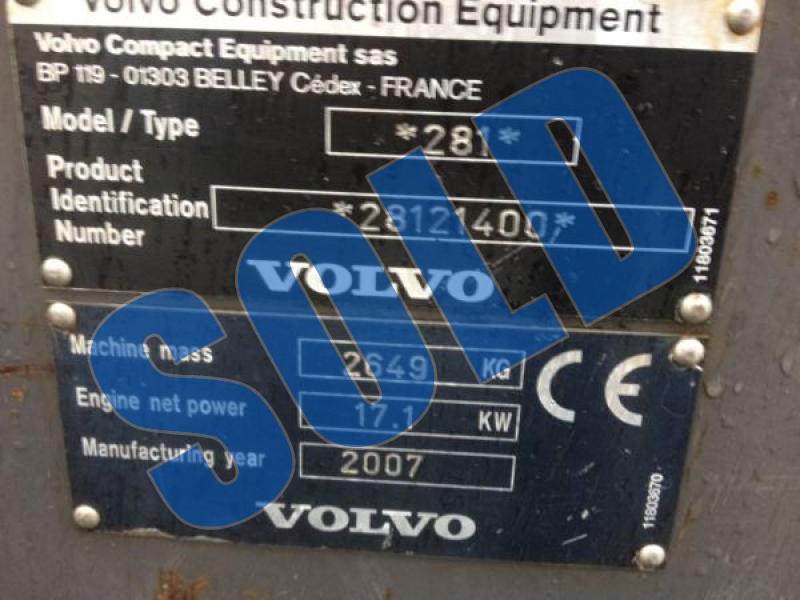 Volvo Construction Equipment
Volvo Compact Equipment sas
BP 119 - 01303 BELLEY Cédex - FRANCE
Model / Type *281*
Product
Identification *28121400*
Number
11803671
VOLVO
Machine mass 2649 KG
Engine net power 17.1 KW
Manufacturing year 2007
CE
VOLVO
11803670
SOLD